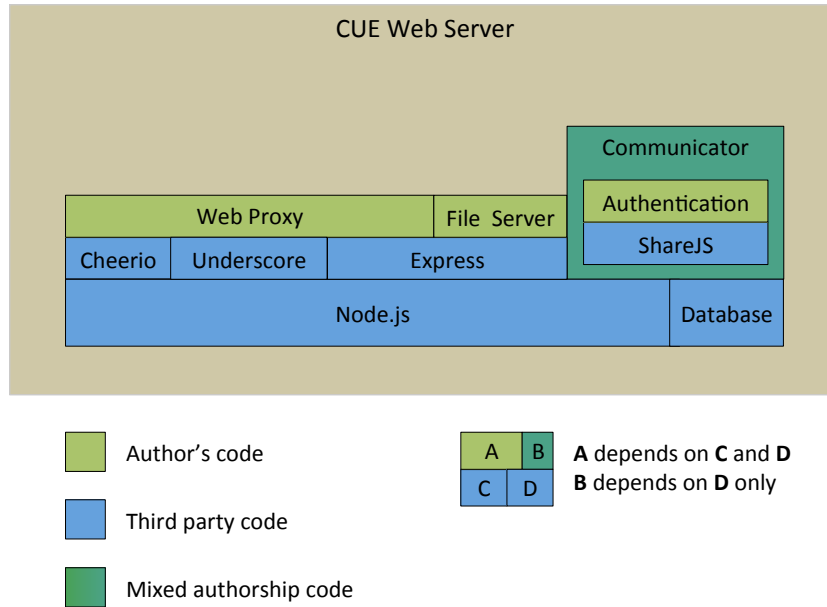 CUE Web Server
Communicator
Authentication
Web Proxy
File Server
ShareJS
Cheerio
Underscore
Express
Node.js
Database
Author's code
A
B
A depends on C and D
B depends on D only
C
D
Third party code
Mixed authorship code